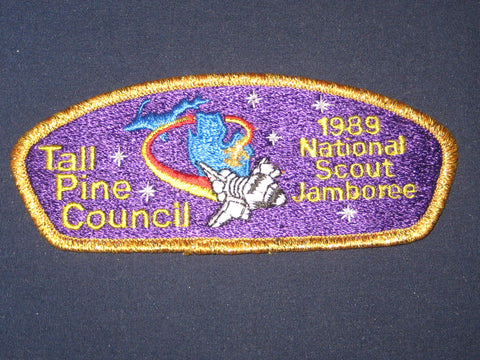 Tall
Pine
Council
1989
National
Scout
Jamboree